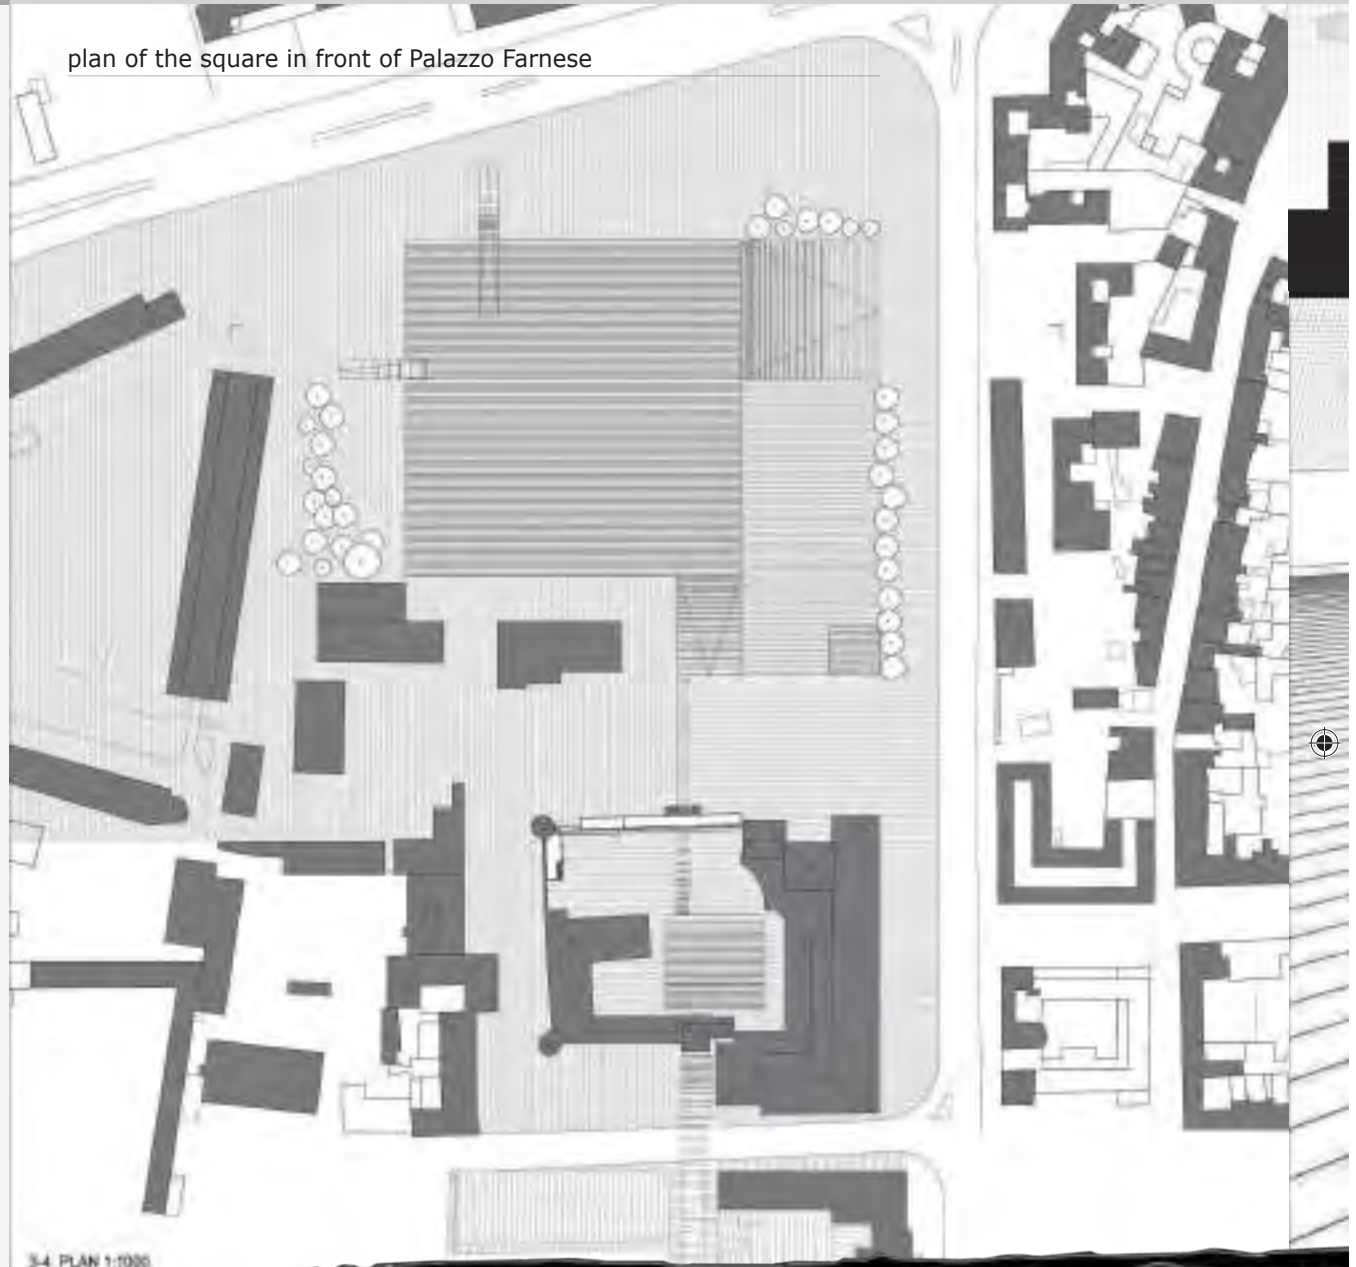 plan of the square in front of Palazzo Farnese
3-4. PLAN 1:1000.